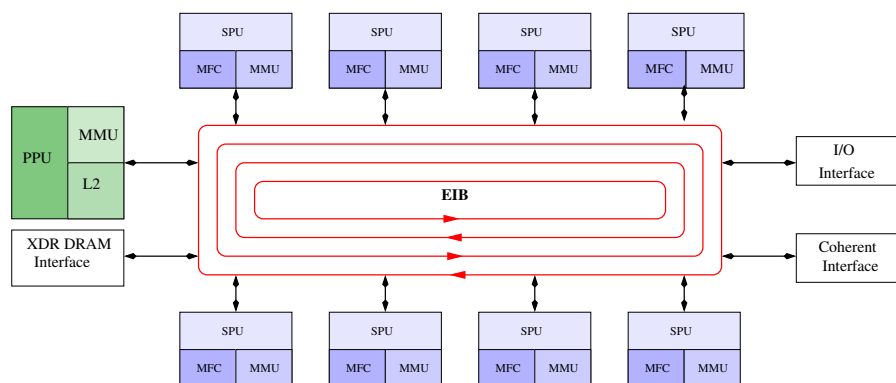 SPU SPU SPU SPU
MFC MMU MFC MMU MFC MMU MFC MMU
PPU MMU
L2
I/O
Interface
EIB
XDR DRAM
Interface
Coherent
Interface
SPU SPU SPU SPU
MFC MMU MFC MMU MFC MMU MFC MMU